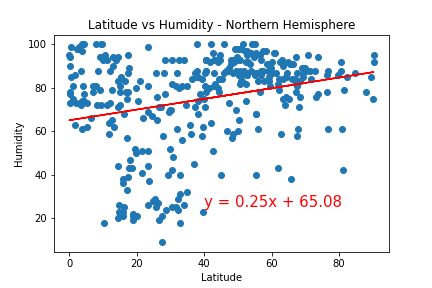 Latitude vs Humidity - Northern Hemisphere
100
80
60
40
20
Humidity
y = 0.25x + 65.08
0
20
40
60
80
Latitude